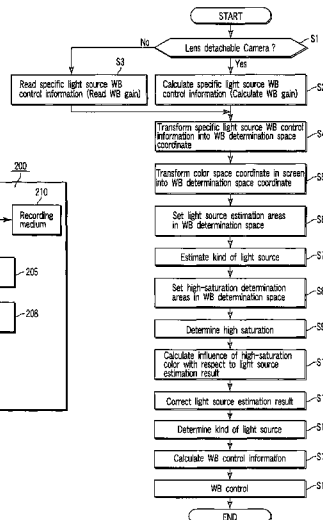 START
Lens detachable Camera ?
S1
No
Yes
S3
Read specific light source WB
control information (Read WB gain)
Calculate specific light source WB
control information (Calculate WB gain)
Transform specific light source WB control
information into WB determination space
coordinate
Transform color space coordinate in screen
into WB determination space coordinate
Set light source estimation areas
in WB determination space
Estimate kind of light source
Set high-saturation determination
areas in WB determination space
Determine high saturation
Calculate influence of high-saturation
color with respect to light source
estimation result
Correct light source estimation result
Determine kind of light source
Calculate WB control information
WB control
END
200
210
Recording
medium
205